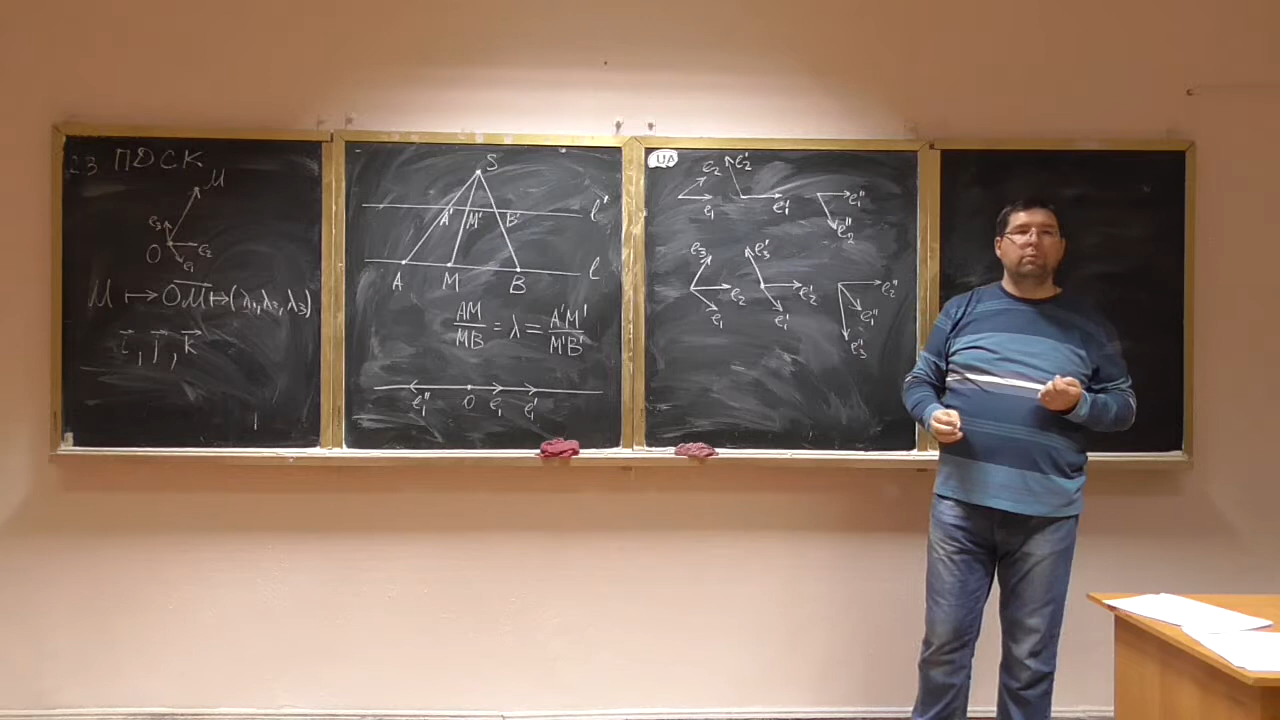 23 ПДСК
M
e₃
O e₂
e₁
M ↦ O͞M͞ ↦ (λ₁, λ₂, λ₃)
i⃗, j⃗, k⃗
S
A' M' B' l'
A M B l
AM/MB = λ = A'M'/M'B'
e₁'' O e₁ e₁'
UA
e₂ e₂'
e₁ e₁' e₁''
e₂''
e₃ e₃'
e₂ e₂' e₂''
e₁ e₁' e₁''
e₃''